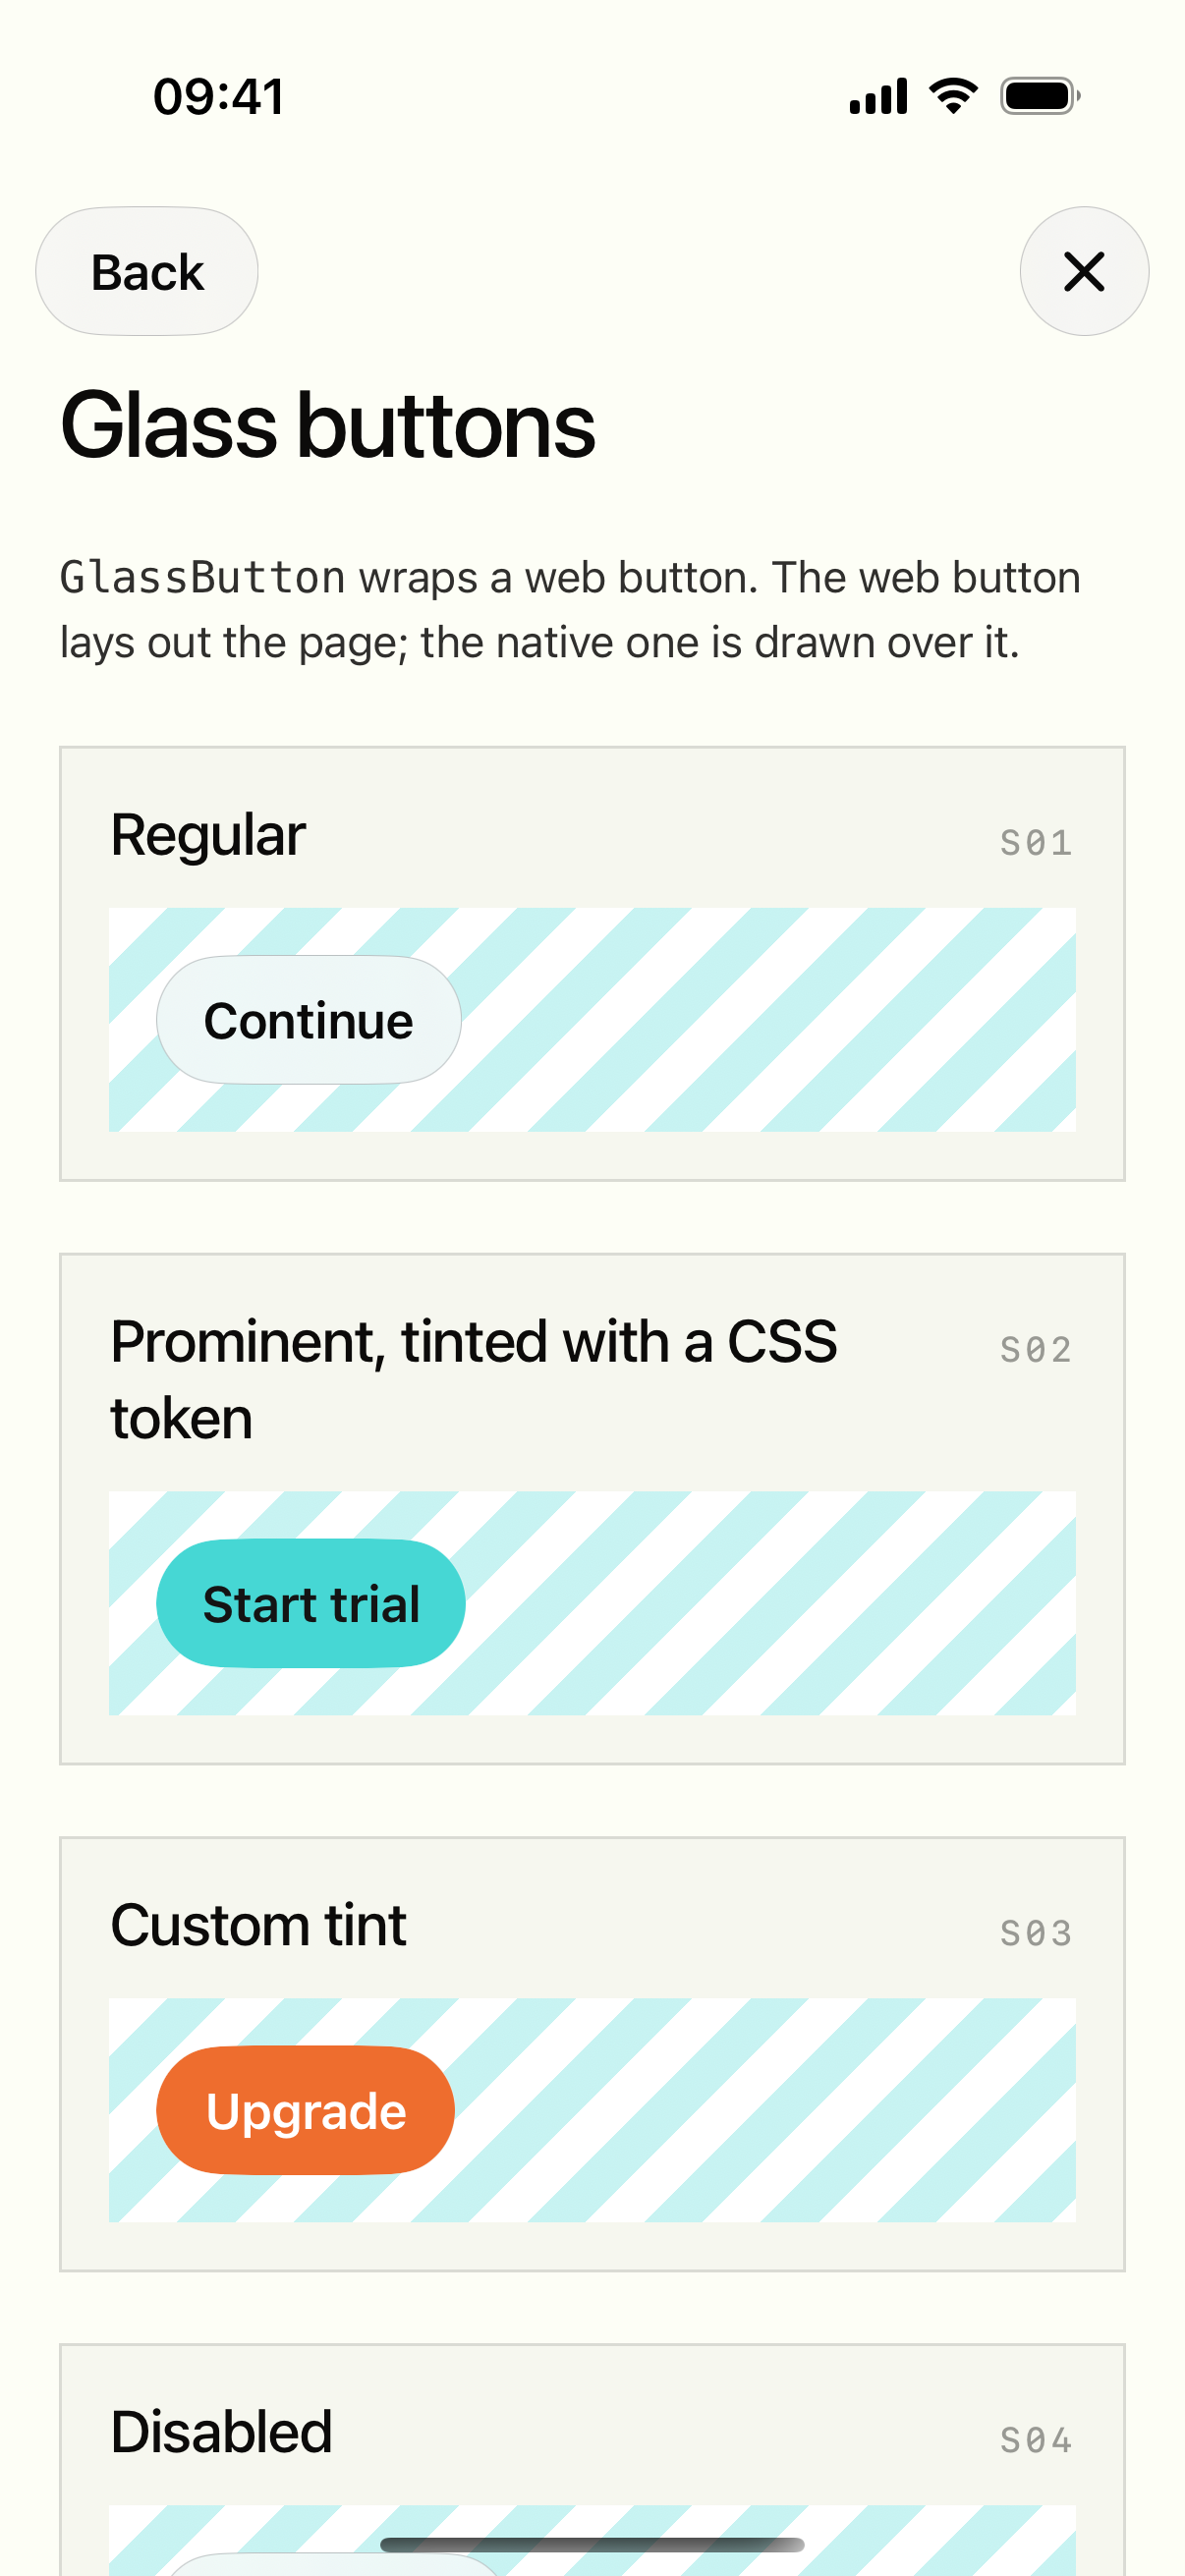 09:41
Back
Glass buttons
GlassButton wraps a web button. The web button
lays out the page; the native one is drawn over it.
Regular
S01
Continue
Prominent, tinted with a CSS
token
S02
Start trial
Custom tint
S03
Upgrade
Disabled
S04